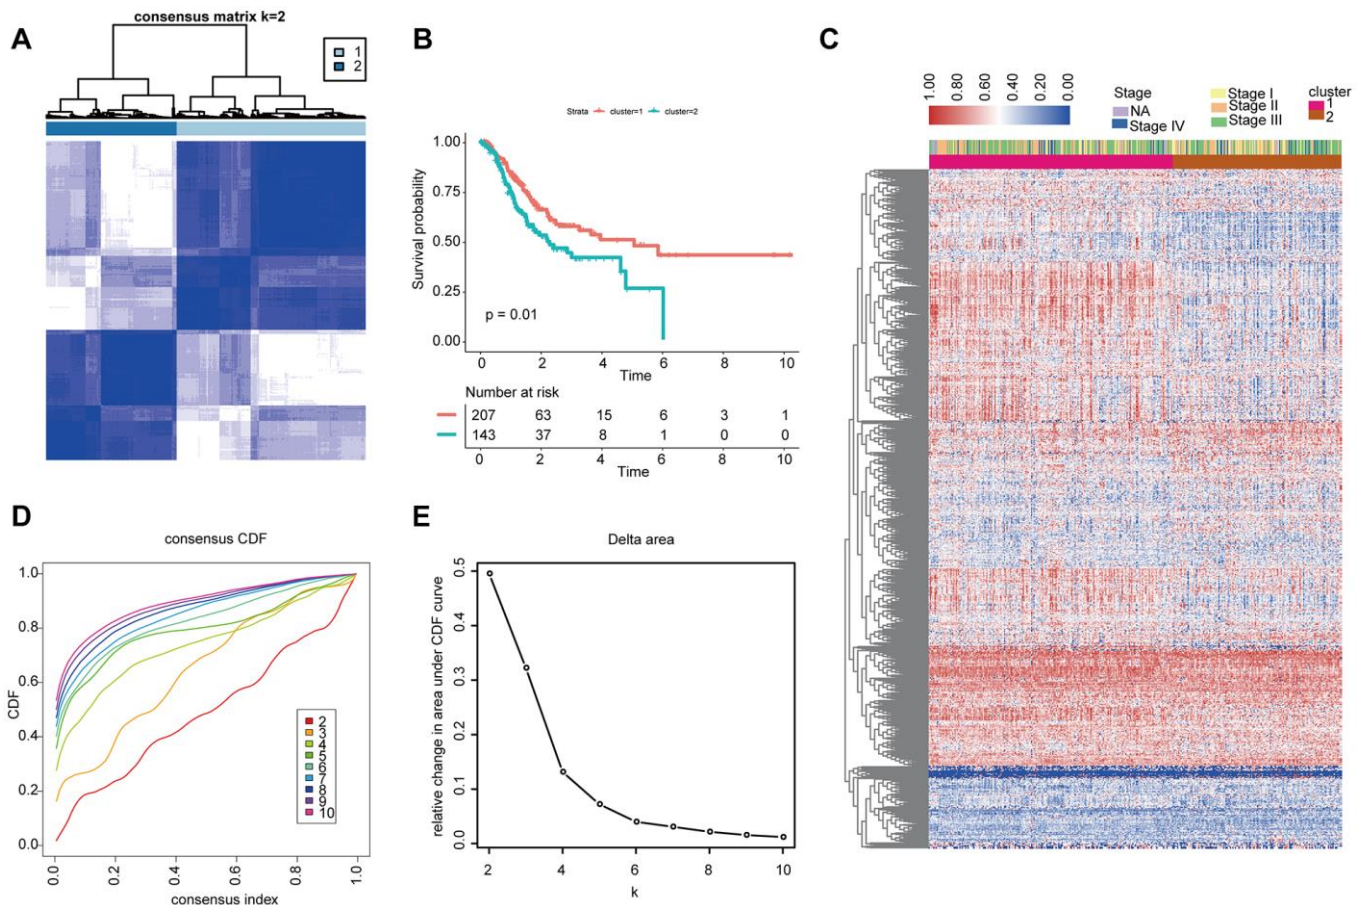 A
consensus matrix k=2
1
2
B
Strata cluster=1 cluster=2
Survival probability
1.00
0.75
0.50
0.25
0.00
p = 0.01
0 2 4 6 8 10
Time
Number at risk
207 63 15 6 3 1
143 37 8 1 0 0
0 2 4 6 8 10
Time
C
1.00 0.80 0.60 0.40 0.20 0.00
Stage
NA
Stage IV
Stage I
Stage II
Stage III
cluster
1
2
D
consensus CDF
CDF
1.0
0.8
0.6
0.4
0.2
0.0
2
3
4
5
6
7
8
9
10
0.0 0.2 0.4 0.6 0.8 1.0
consensus index
E
Delta area
relative change in area under CDF curve
0.5
0.4
0.3
0.2
0.1
0.0
2 4 6 8 10
k